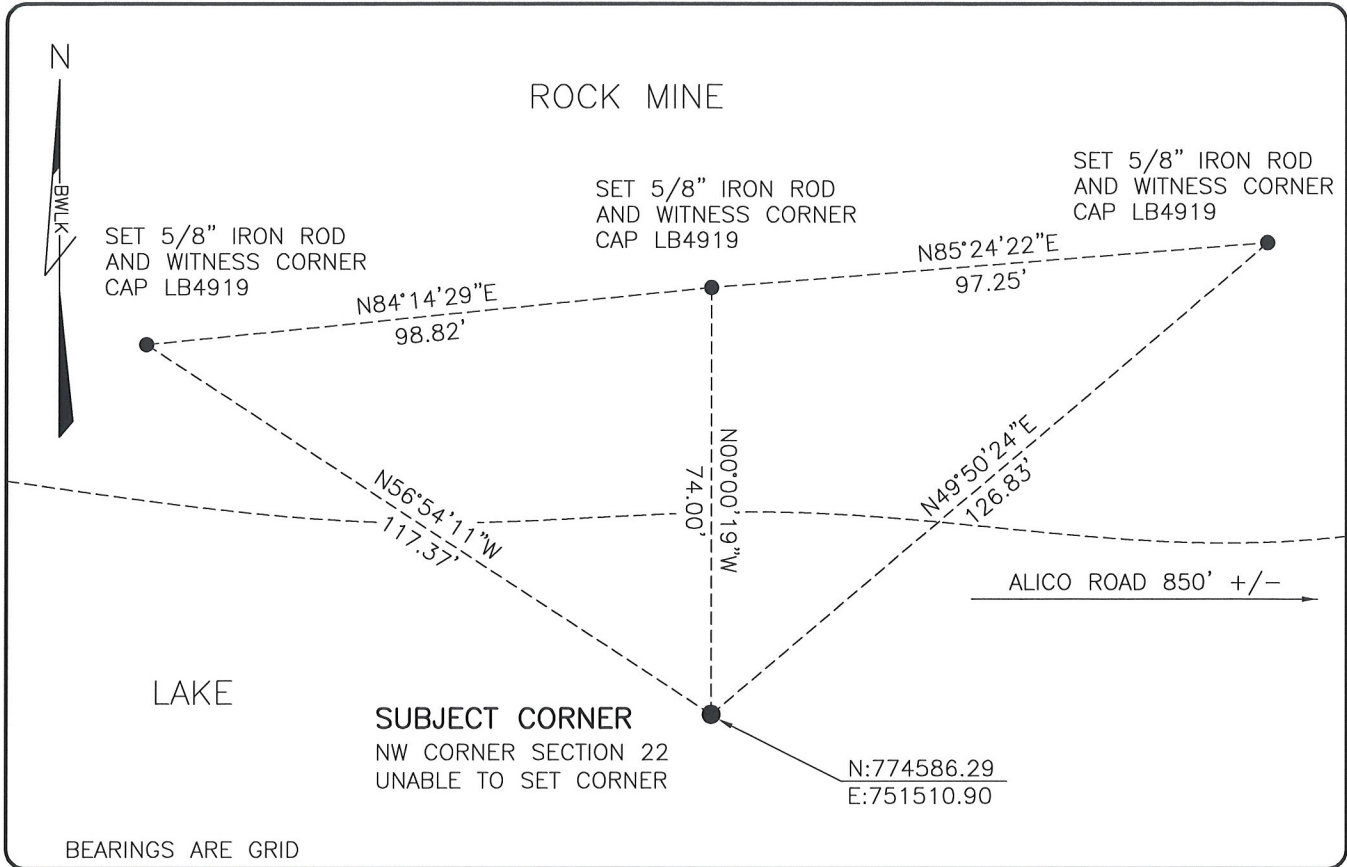 N
BWLK
ROCK MINE
SET 5/8" IRON ROD
AND WITNESS CORNER
CAP LB4919
SET 5/8" IRON ROD
AND WITNESS CORNER
CAP LB4919
SET 5/8" IRON ROD
AND WITNESS CORNER
CAP LB4919
N84°14'29"E
98.82'
N85°24'22"E
97.25'
N56°54'11"W
117.37'
N00°00'19"W
74.00'
N49°50'24"E
126.83'
ALICO ROAD 850' +/-
LAKE
SUBJECT CORNER
NW CORNER SECTION 22
UNABLE TO SET CORNER
N:774586.29
E:751510.90
BEARINGS ARE GRID